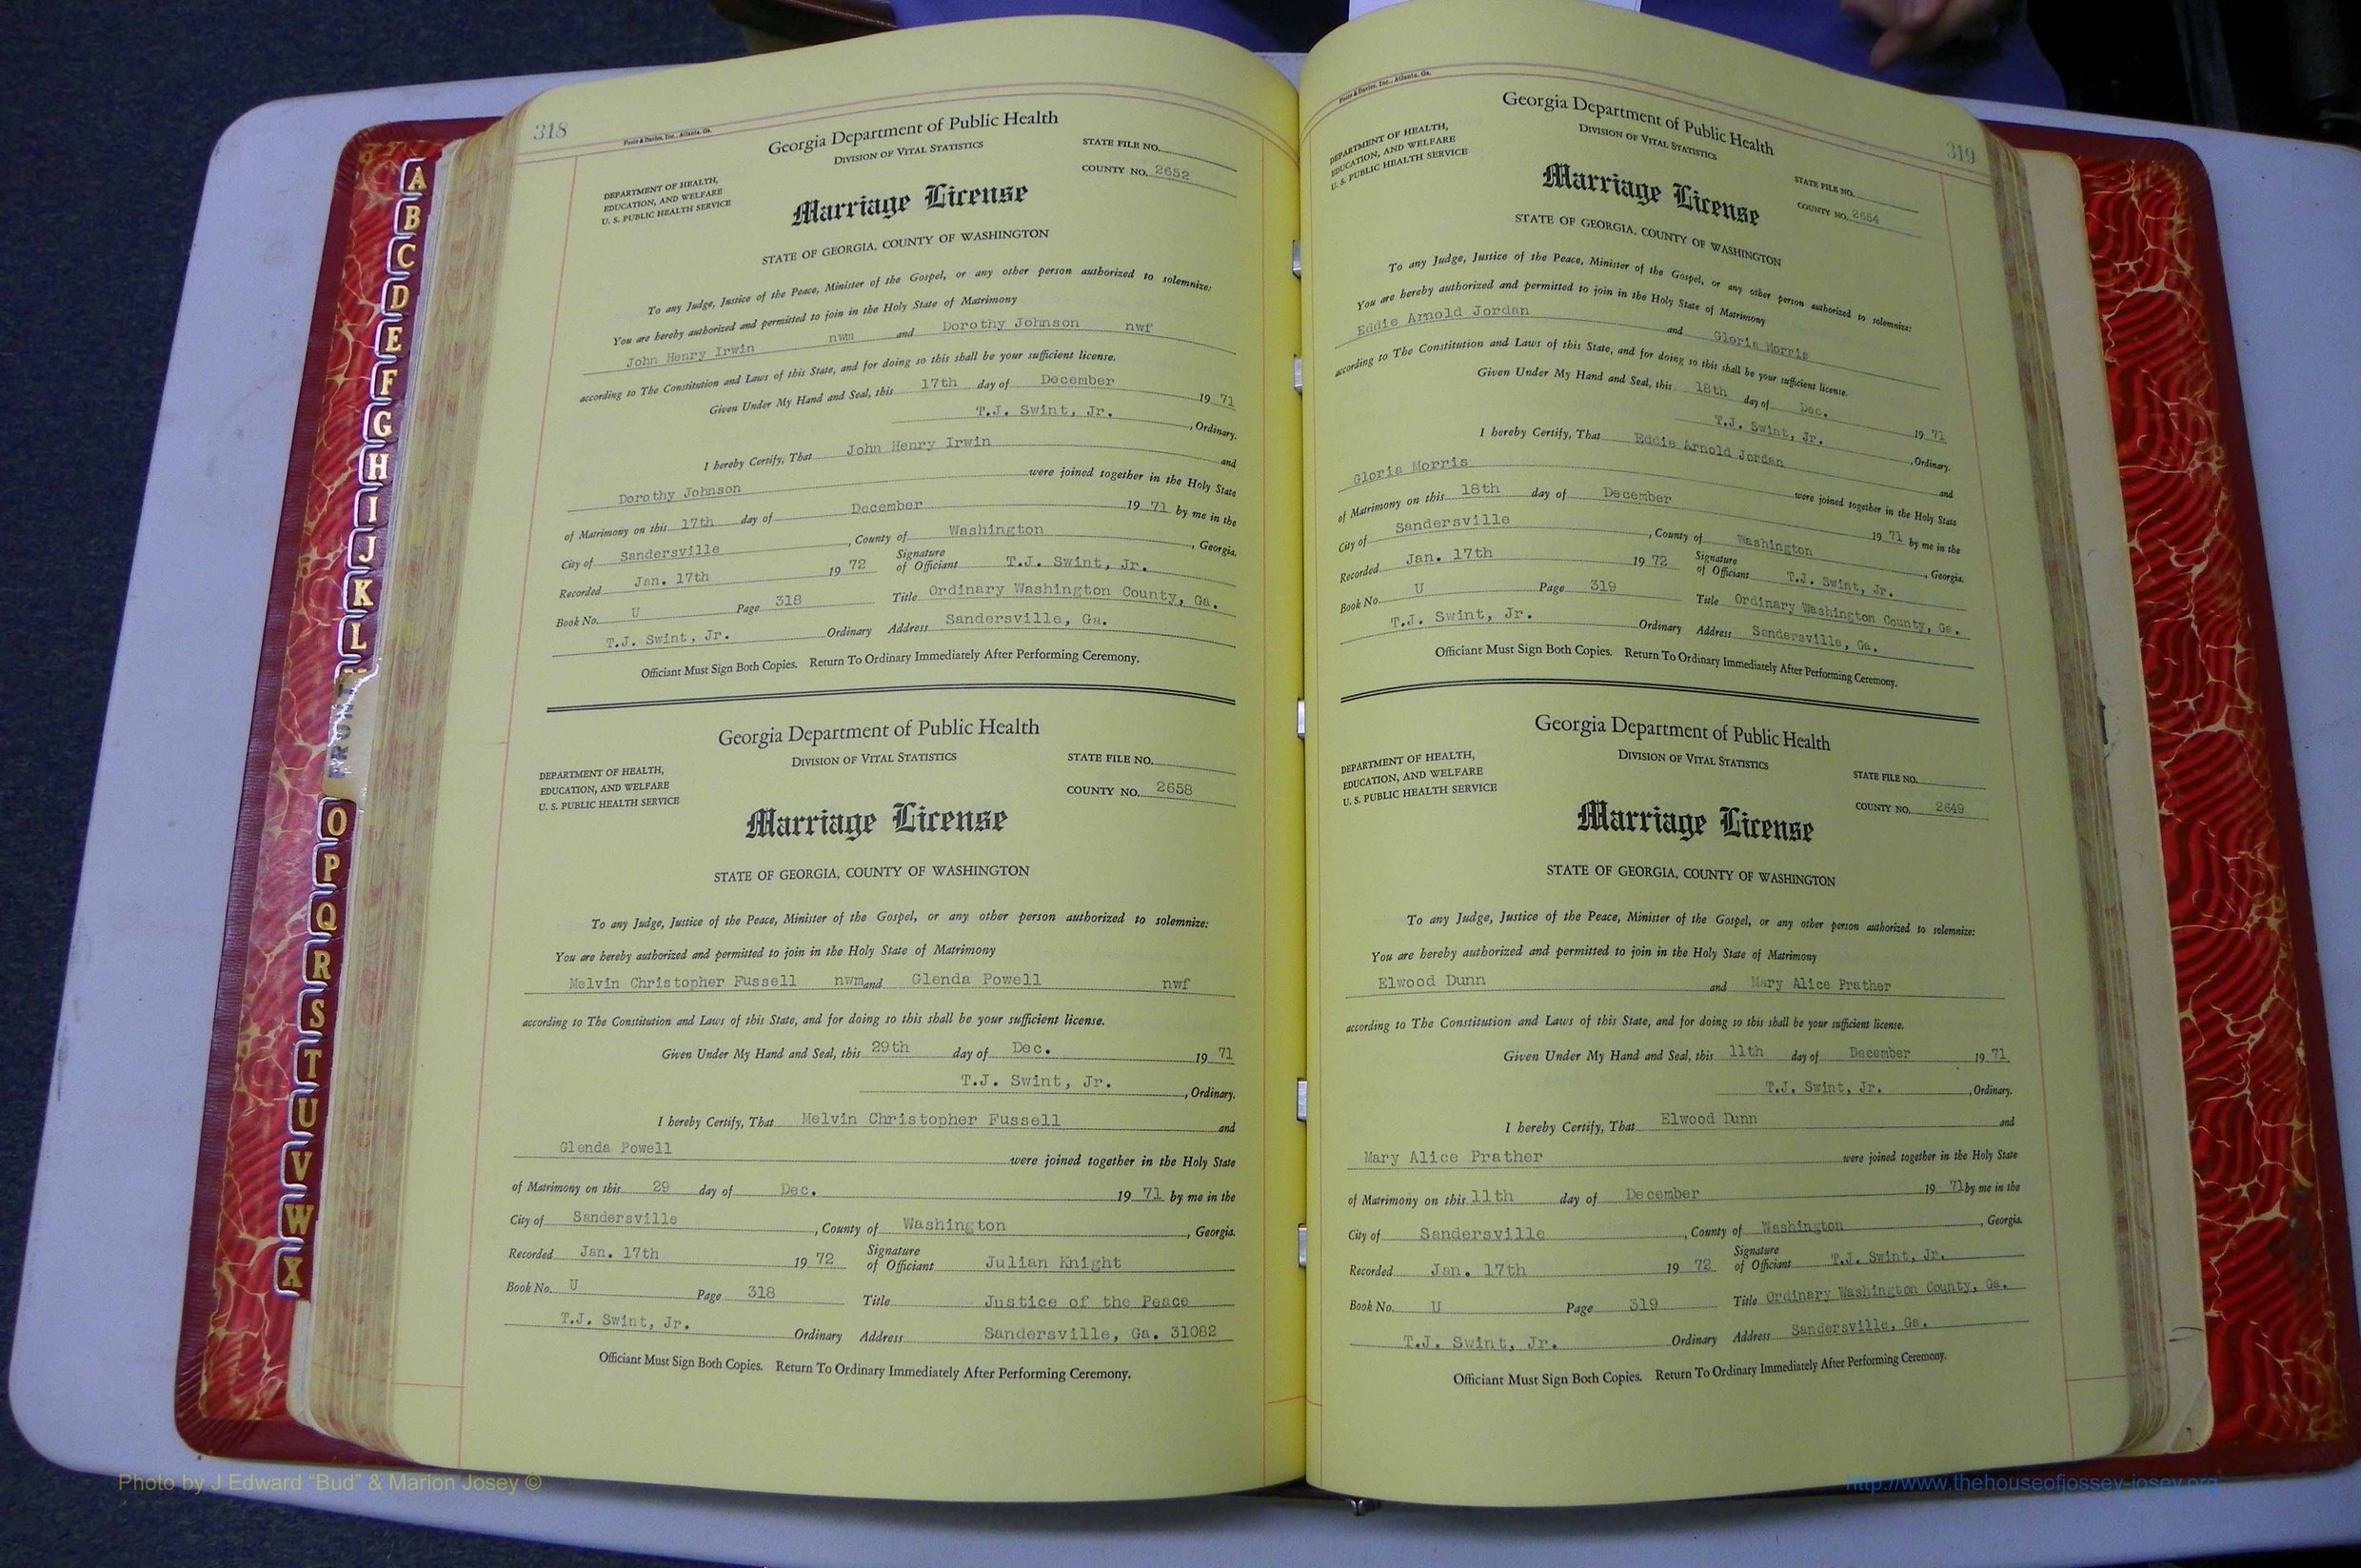 318
Foote & Davies, Inc., Atlanta, Ga.
Georgia Department of Public Health
DIVISION OF VITAL STATISTICS
STATE FILE NO.
COUNTY NO. 2652
DEPARTMENT OF HEALTH,
EDUCATION, AND WELFARE
U. S. PUBLIC HEALTH SERVICE
Marriage License
STATE OF GEORGIA, COUNTY OF WASHINGTON
To any Judge, Justice of the Peace, Minister of the Gospel, or any other person authorized to solemnize:
You are hereby authorized and permitted to join in the Holy State of Matrimony
John Henry Irwin nwm and Dorothy Johnson nwf
according to The Constitution and Laws of this State, and for doing so this shall be your sufficient license.
Given Under My Hand and Seal, this 17th day of December 19 71
T.J. Swint, Jr. , Ordinary.
I hereby Certify, That John Henry Irwin and
Dorothy Johnson were joined together in the Holy State
of Matrimony on this 17th day of December 19 71 by me in the
City of Sandersville , County of Washington , Georgia.
Recorded Jan. 17th 19 72 Signature of Officiant T.J. Swint, Jr.
Book No. U Page 318 Title Ordinary Washington County, Ga.
T.J. Swint, Jr. Ordinary Address Sandersville, Ga.
Officiant Must Sign Both Copies. Return To Ordinary Immediately After Performing Ceremony.
Georgia Department of Public Health
DIVISION OF VITAL STATISTICS
STATE FILE NO.
COUNTY NO. 2658
DEPARTMENT OF HEALTH,
EDUCATION, AND WELFARE
U. S. PUBLIC HEALTH SERVICE
Marriage License
STATE OF GEORGIA, COUNTY OF WASHINGTON
To any Judge, Justice of the Peace, Minister of the Gospel, or any other person authorized to solemnize:
You are hereby authorized and permitted to join in the Holy State of Matrimony
Melvin Christopher Fussell nwm and Glenda Powell nwf
according to The Constitution and Laws of this State, and for doing so this shall be your sufficient license.
Given Under My Hand and Seal, this 29th day of Dec. 19 71
T.J. Swint, Jr. , Ordinary.
I hereby Certify, That Melvin Christopher Fussell and
Glenda Powell were joined together in the Holy State
of Matrimony on this 29 day of Dec. 19 71 by me in the
City of Sandersville , County of Washington , Georgia.
Recorded Jan. 17th 19 72 Signature of Officiant Julian Knight
Book No. U Page 318 Title Justice of the Peace
T.J. Swint, Jr. Ordinary Address Sandersville, Ga. 31082
Officiant Must Sign Both Copies. Return To Ordinary Immediately After Performing Ceremony.
319
Foote & Davies, Inc., Atlanta, Ga.
Georgia Department of Public Health
DIVISION OF VITAL STATISTICS
STATE FILE NO.
COUNTY NO. 2654
DEPARTMENT OF HEALTH,
EDUCATION, AND WELFARE
U. S. PUBLIC HEALTH SERVICE
Marriage License
STATE OF GEORGIA, COUNTY OF WASHINGTON
To any Judge, Justice of the Peace, Minister of the Gospel, or any other person authorized to solemnize:
You are hereby authorized and permitted to join in the Holy State of Matrimony
Eddie Arnold Jordan and Gloria Morris
according to The Constitution and Laws of this State, and for doing so this shall be your sufficient license.
Given Under My Hand and Seal, this 18th day of Dec. 19 71
T.J. Swint, Jr. , Ordinary.
I hereby Certify, That Eddie Arnold Jordan and
Gloria Morris were joined together in the Holy State
of Matrimony on this 18th day of December 19 71 by me in the
City of Sandersville , County of Washington , Georgia.
Recorded Jan. 17th 19 72 Signature of Officiant T.J. Swint, Jr.
Book No. U Page 319 Title Ordinary Washington County, Ga.
T.J. Swint, Jr. Ordinary Address Sandersville, Ga.
Officiant Must Sign Both Copies. Return To Ordinary Immediately After Performing Ceremony.
Georgia Department of Public Health
DIVISION OF VITAL STATISTICS
STATE FILE NO.
COUNTY NO. 2649
DEPARTMENT OF HEALTH,
EDUCATION, AND WELFARE
U. S. PUBLIC HEALTH SERVICE
Marriage License
STATE OF GEORGIA, COUNTY OF WASHINGTON
To any Judge, Justice of the Peace, Minister of the Gospel, or any other person authorized to solemnize:
You are hereby authorized and permitted to join in the Holy State of Matrimony
Elwood Dunn and Mary Alice Prather
according to The Constitution and Laws of this State, and for doing so this shall be your sufficient license.
Given Under My Hand and Seal, this 11th day of December 19 71
T.J. Swint, Jr. , Ordinary.
I hereby Certify, That Elwood Dunn and
Mary Alice Prather were joined together in the Holy State
of Matrimony on this 11th day of December 19 71 by me in the
City of Sandersville , County of Washington , Georgia.
Recorded Jan. 17th 19 72 Signature of Officiant T.J. Swint, Jr.
Book No. U Page 319 Title Ordinary Washington County, Ga.
T.J. Swint, Jr. Ordinary Address Sandersville, Ga.
Officiant Must Sign Both Copies. Return To Ordinary Immediately After Performing Ceremony.
A
B
C
D
E
F
G
H
I
J
K
L
O
P
Q
R
S
T
U
V
W
X
Photo by J Edward “Bud” & Marion Josey ©
http://www.thehouseofjossey-josey.org